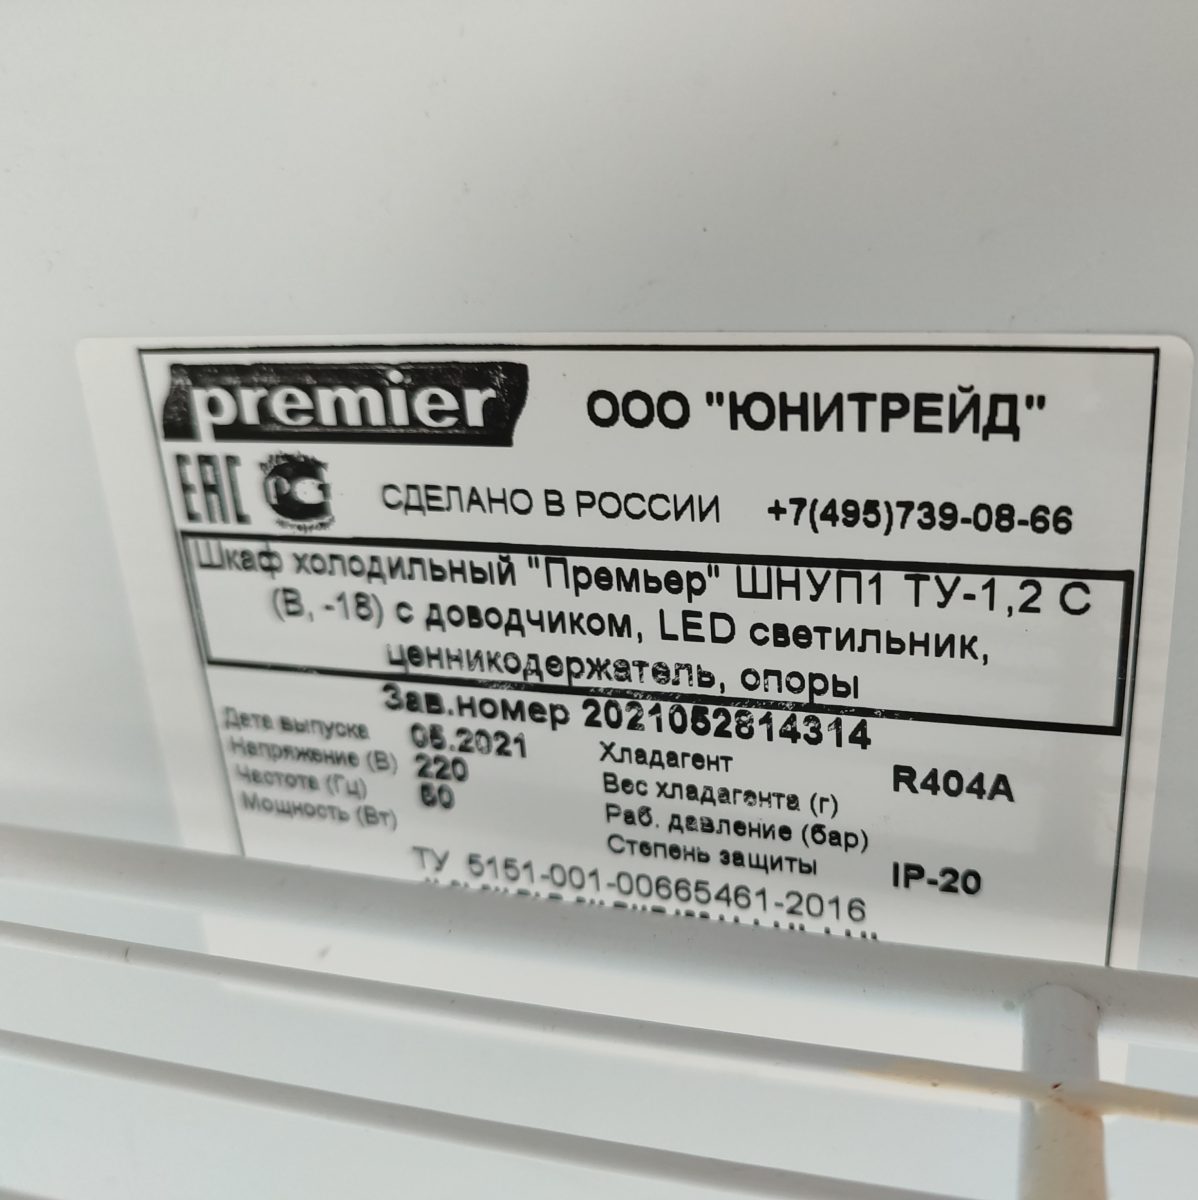 premier ООО "ЮНИТРЕЙД"
ЕАС РСТ СДЕЛАНО В РОССИИ +7(495)739-08-66
Шкаф холодильный "Премьер" ШНУП1 ТУ-1,2 С
(В, -18) с доводчиком, LED светильник,
ценникодержатель, опоры
Зав.номер 2021052814314
Дата выпуска 05.2021 Хладагент R404A
Напряжение (В) 220 Вес хладагента (г)
Частота (Гц) 50 Раб. давление (бар)
Мощность (Вт) Степень защиты IP-20
ТУ 5151-001-00665461-2016